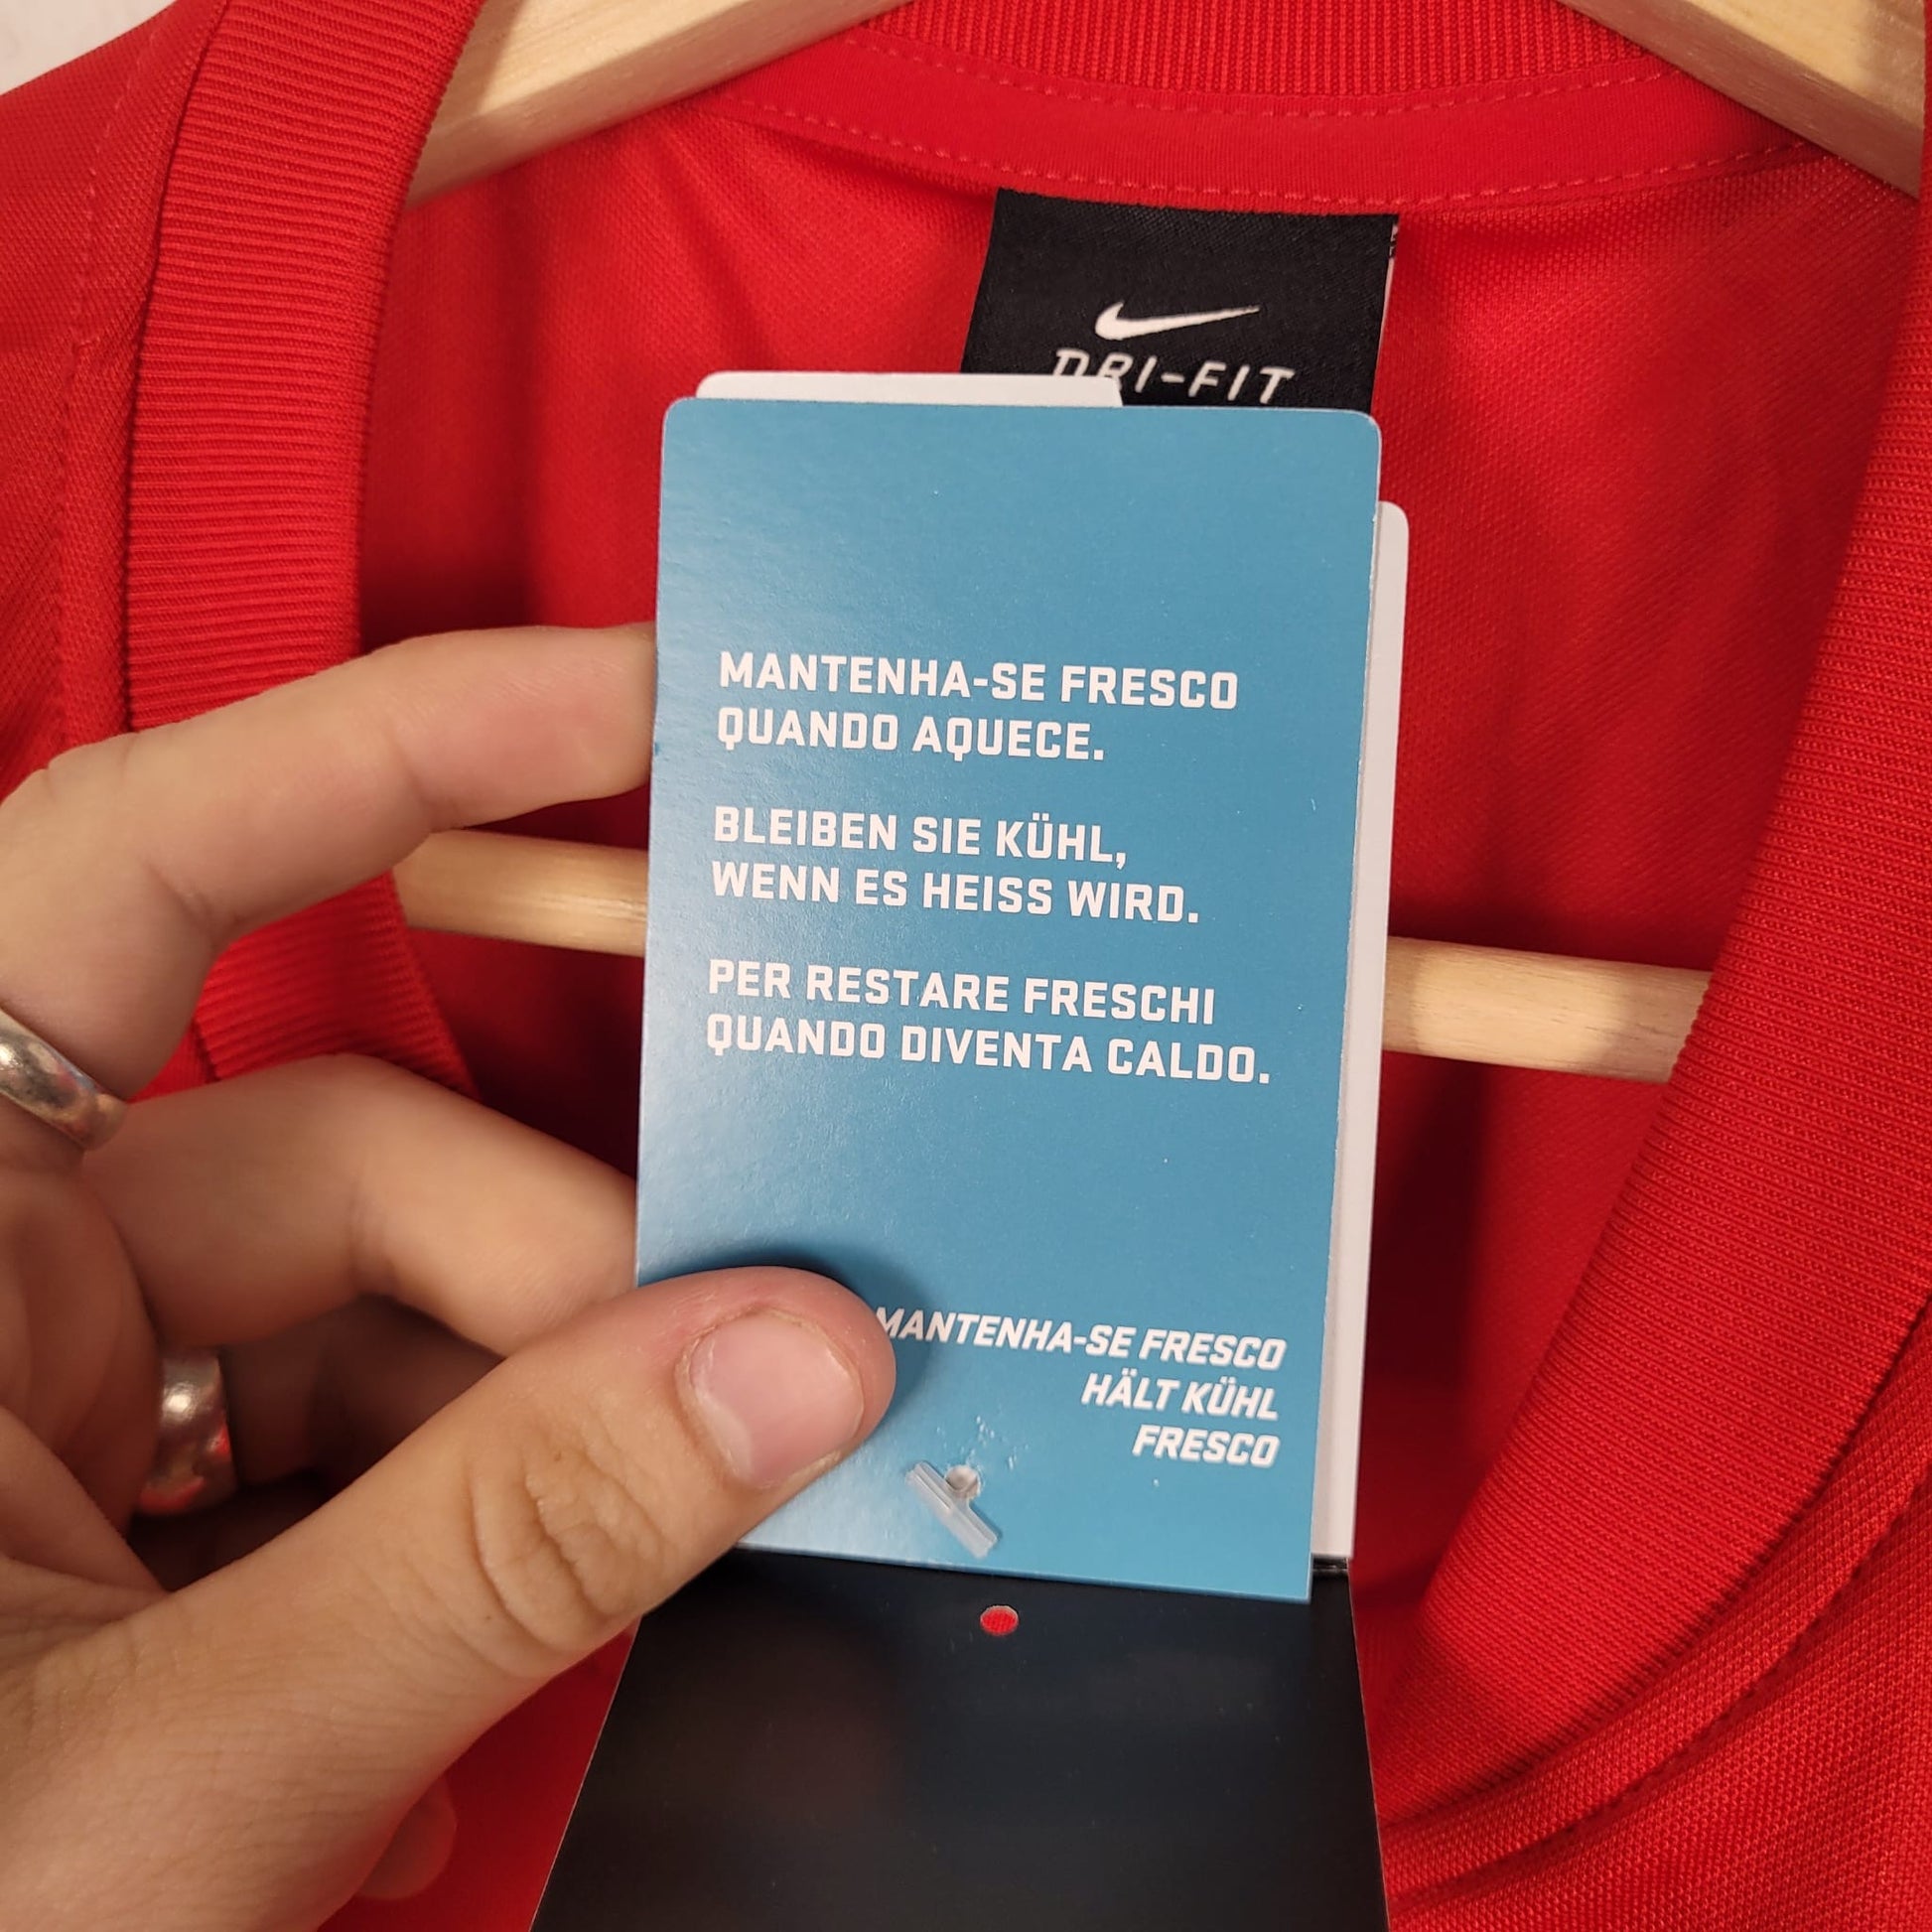 DRI-FIT
MANTENHA-SE FRESCO
QUANDO AQUECE.
BLEIBEN SIE KÜHL,
WENN ES HEISS WIRD.
PER RESTARE FRESCHI
QUANDO DIVENTA CALDO.
MANTENHA-SE FRESCO
HÄLT KÜHL
FRESCO